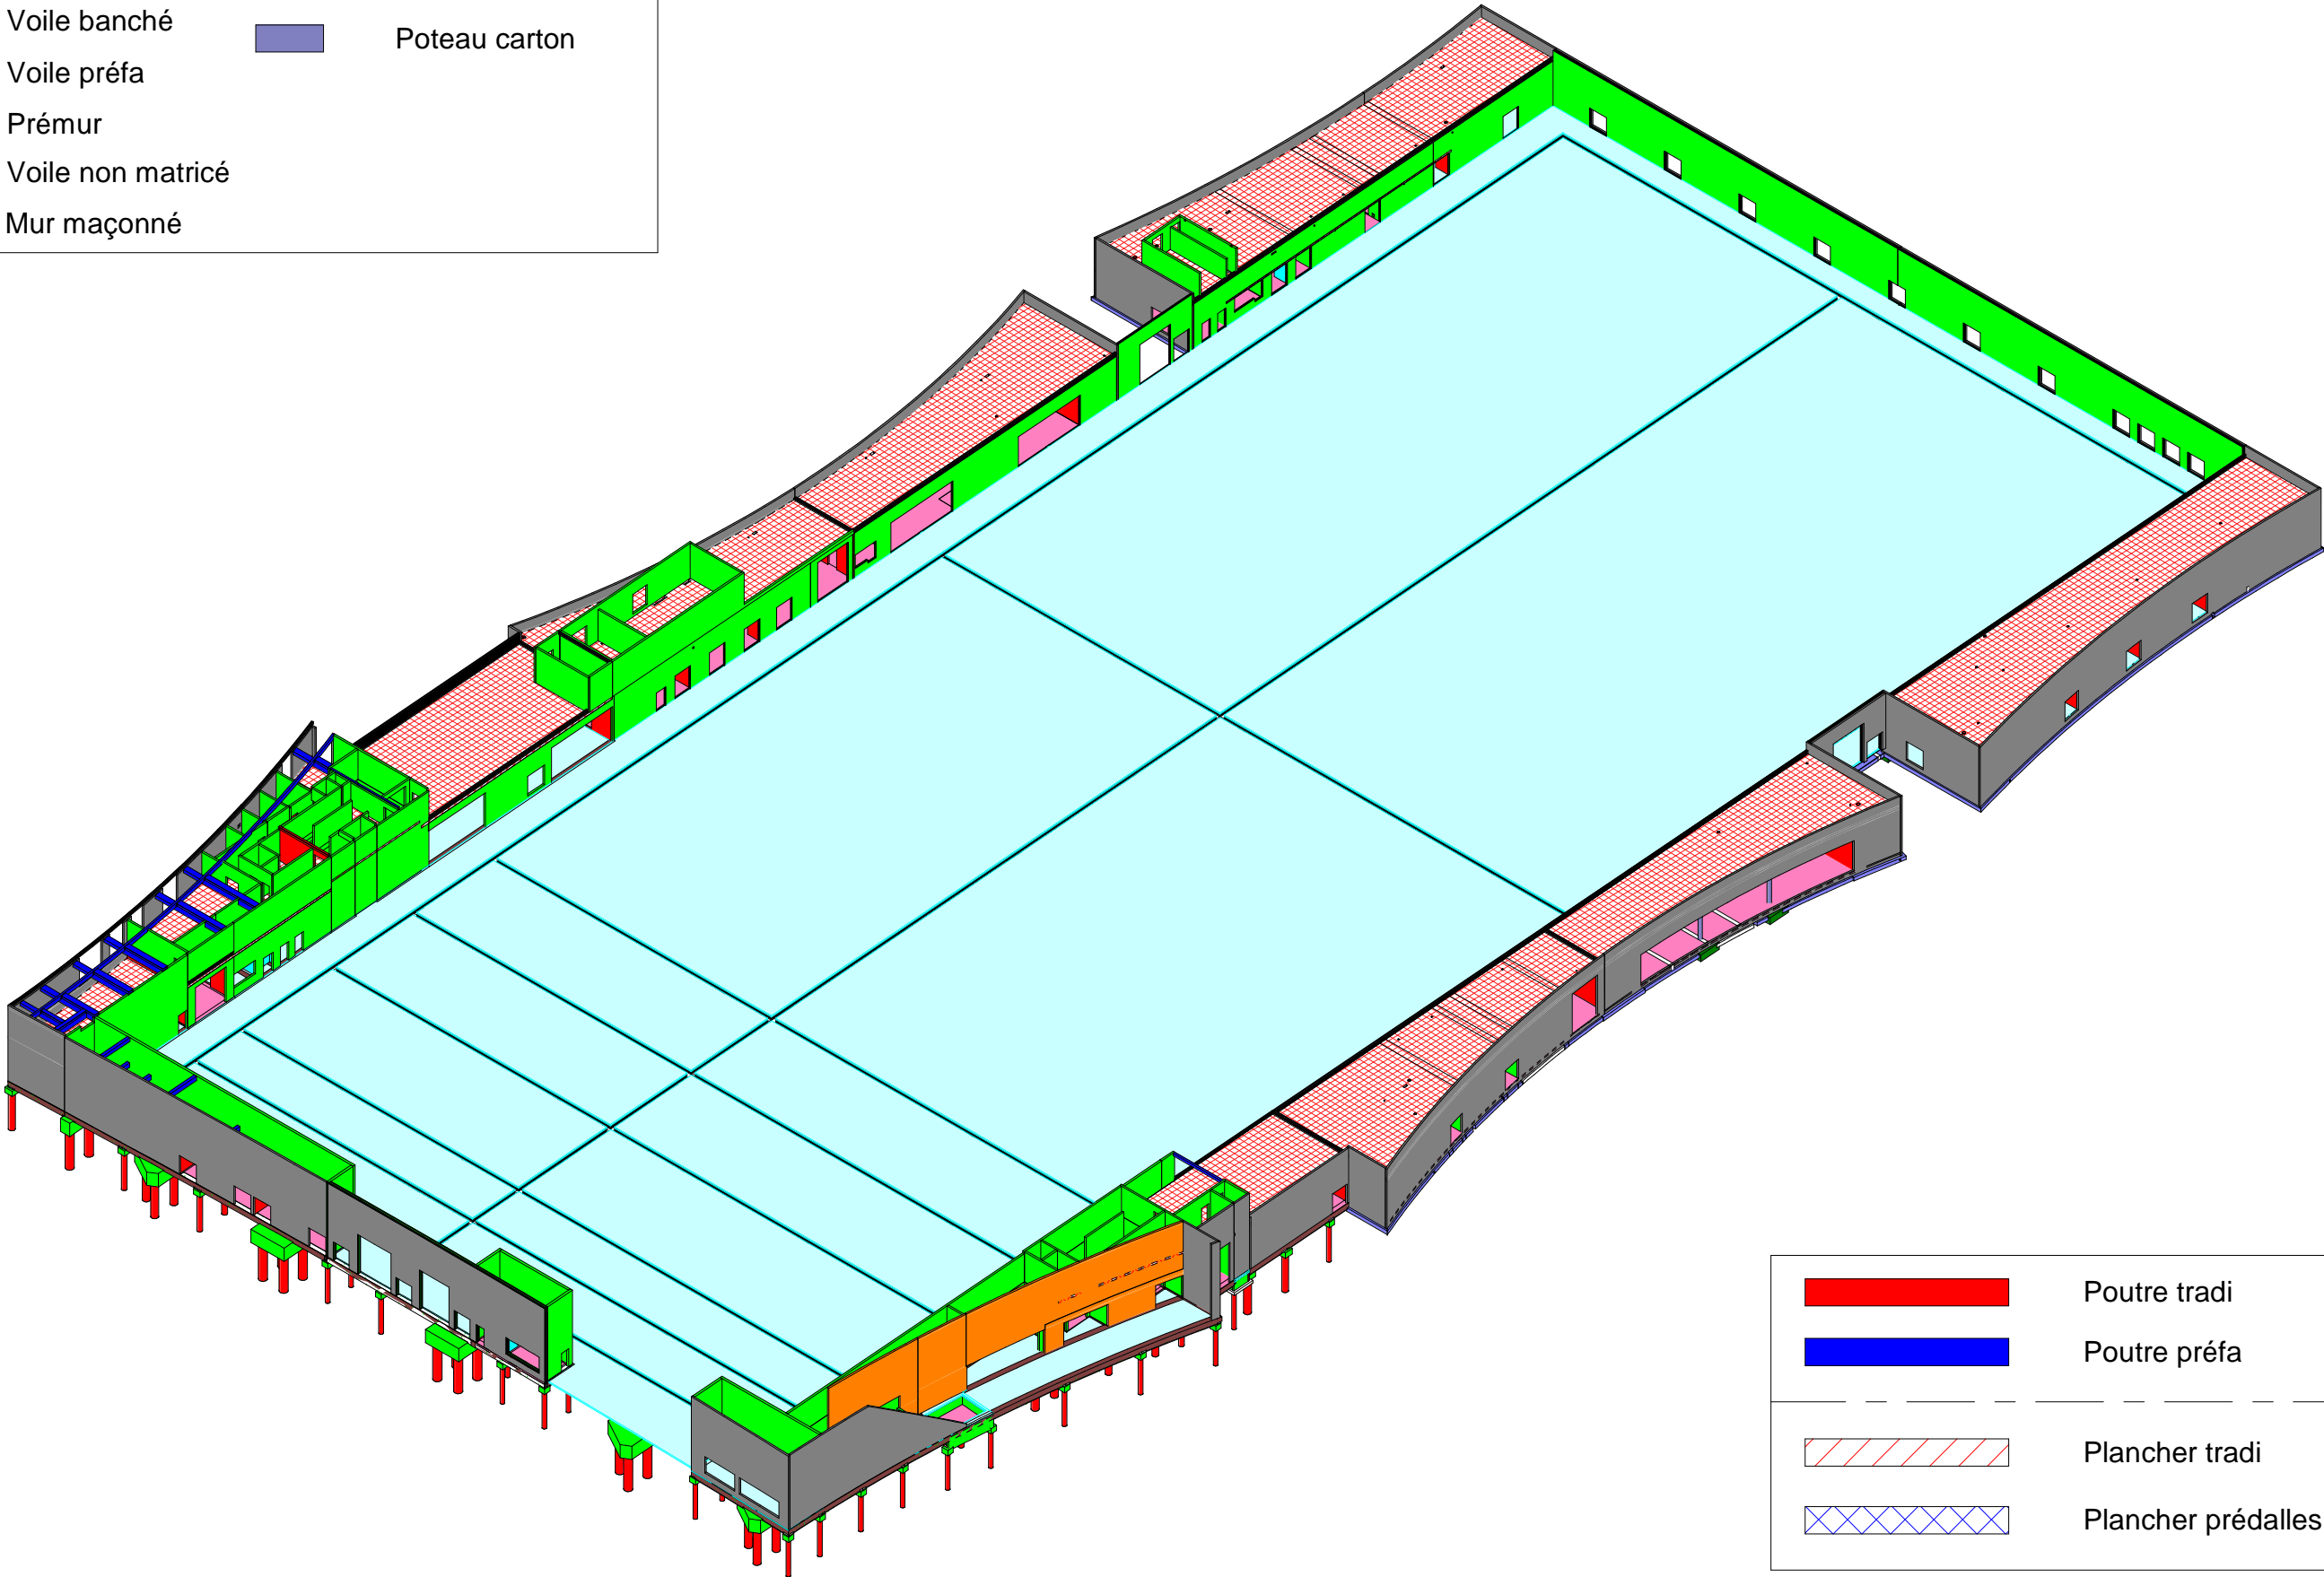 Voile banché
Poteau carton
Voile préfa
Prémur
Voile non matricé
Mur maçonné
Poutre tradi
Poutre préfa
Plancher tradi
Plancher prédalles